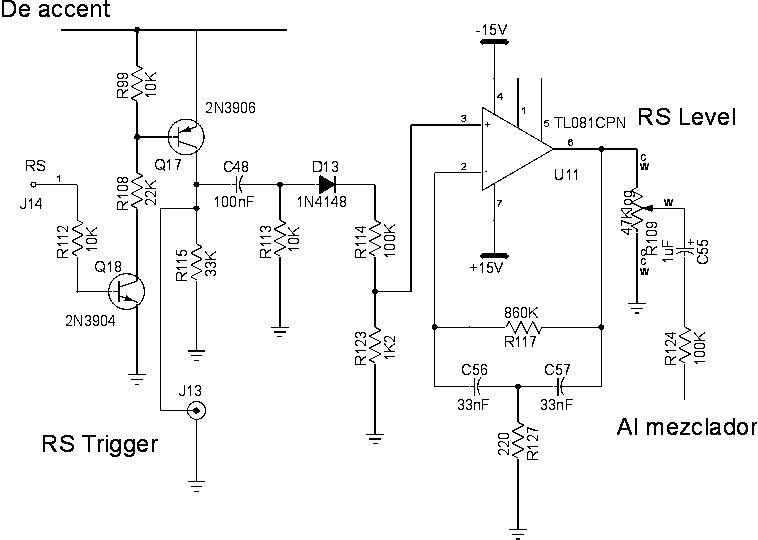 De accent
-15V
R99
10K
2N3906
4
1
3
+
5
TL081CPN
RS Level
Q17
2
-
6
U11
RS
1
J14
R108
22K
C48
100nF
D13
1N4148
C
W
W
47K
R109
R109
C
C
W
R112
10K
R115
33K
R113
10K
R114
100K
7
+15V
+
1uF
C55
Q18
2N3904
860K
R117
R123
1K2
R124
100K
J13
C56
33nF
C57
33nF
RS Trigger
220
R127
Al mezclador